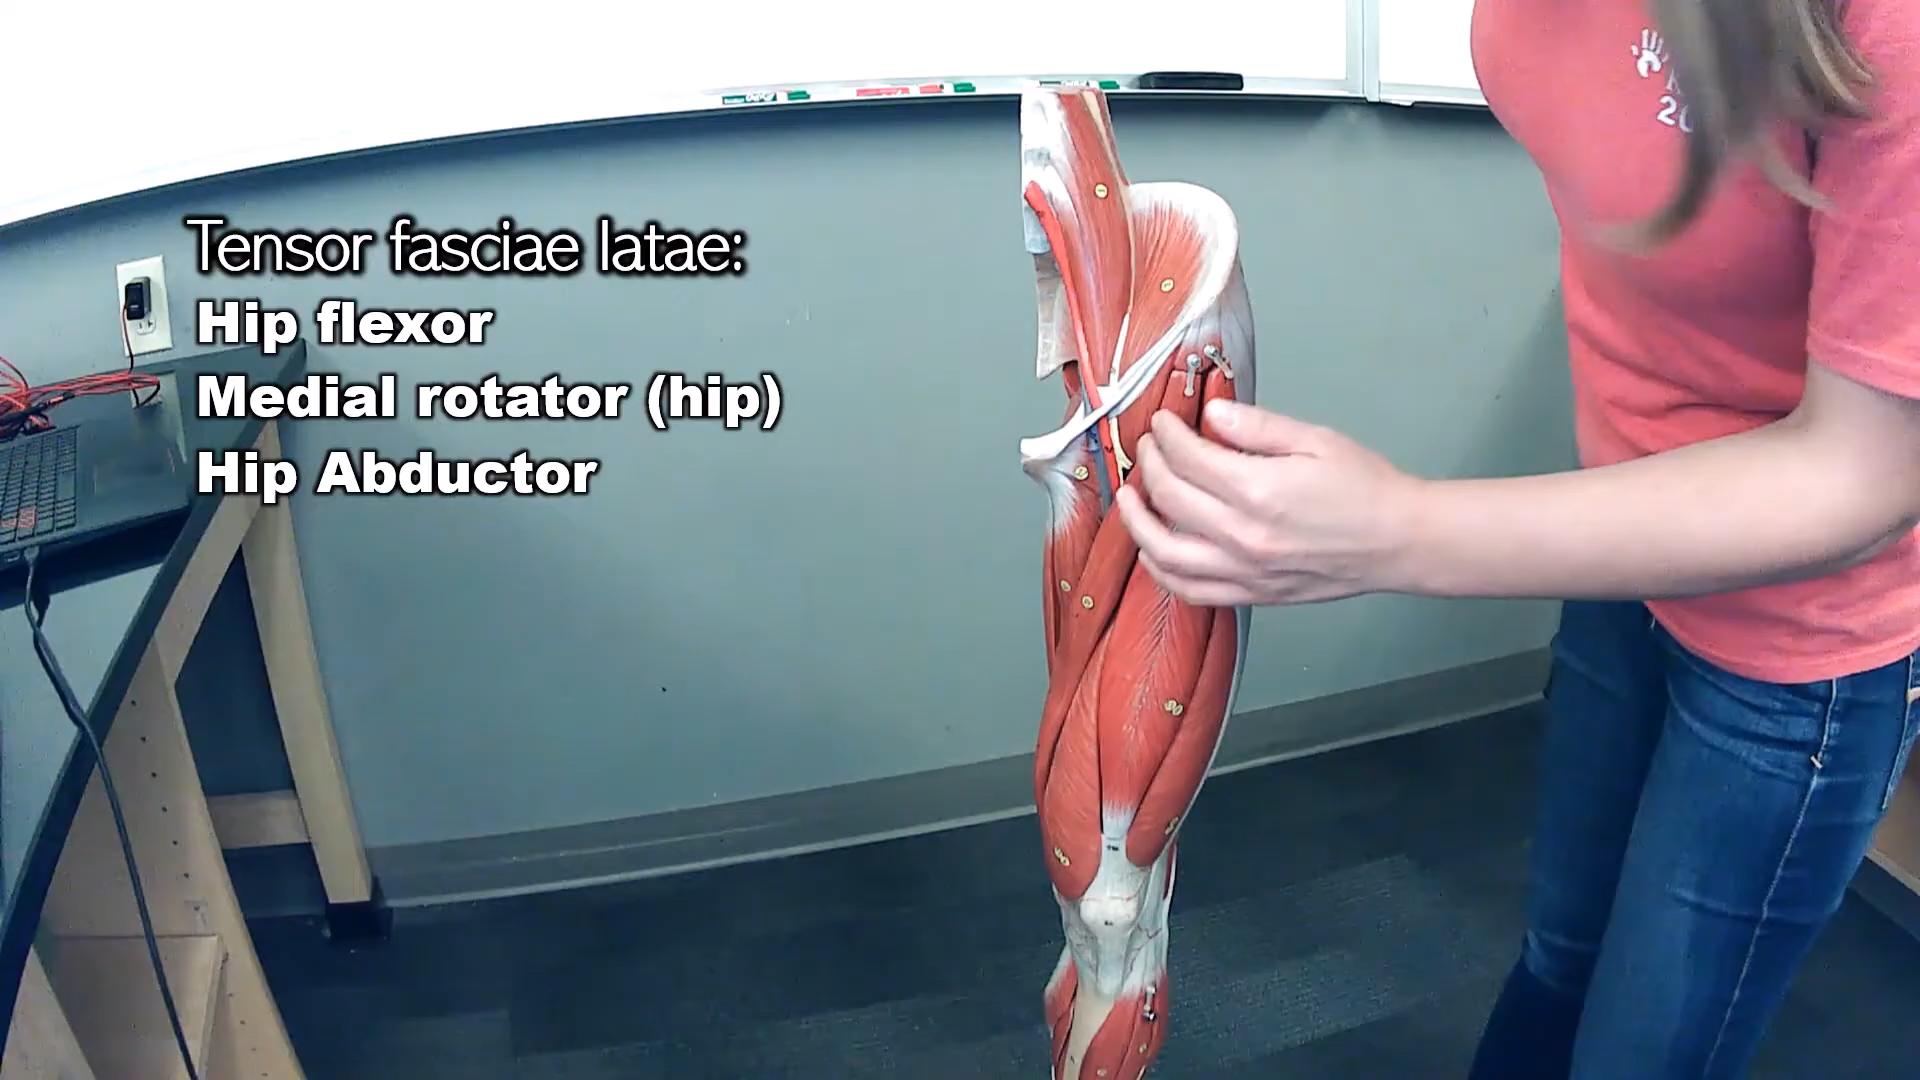 Tensor fasciae latae:
Hip flexor
Medial rotator (hip)
Hip Abductor